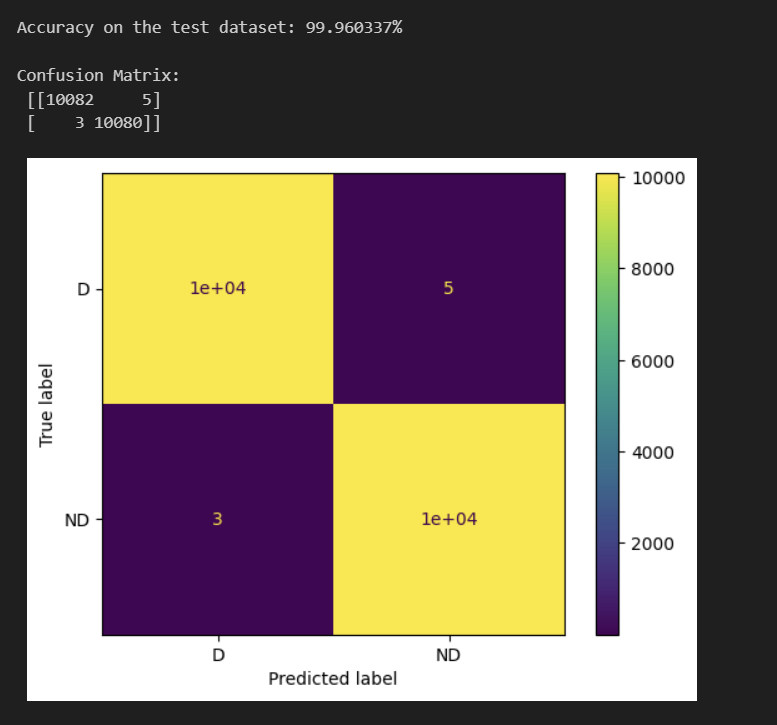 Accuracy on the test dataset: 99.960337%
Confusion Matrix:
[[10082     5]
[    3 10080]]
10000
8000
6000
4000
2000
D
1e+04
5
True label
ND
3
1e+04
D
ND
Predicted label